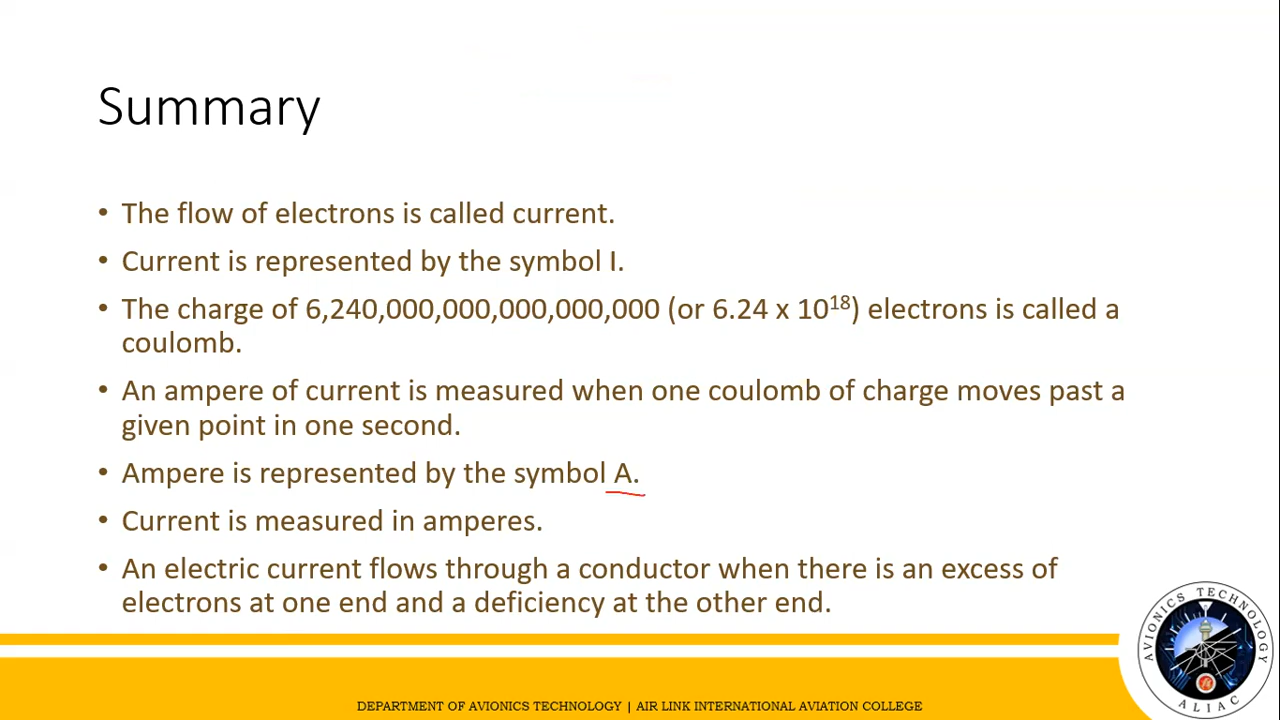 Summary
• The flow of electrons is called current.
• Current is represented by the symbol I.
• The charge of 6,240,000,000,000,000,000 (or 6.24 x 10¹⁸) electrons is called a
coulomb.
• An ampere of current is measured when one coulomb of charge moves past a
given point in one second.
• Ampere is represented by the symbol A.
• Current is measured in amperes.
• An electric current flows through a conductor when there is an excess of
electrons at one end and a deficiency at the other end.
AVIONICS TECHNOLOGY
ALIAC
DEPARTMENT OF AVIONICS TECHNOLOGY | AIR LINK INTERNATIONAL AVIATION COLLEGE